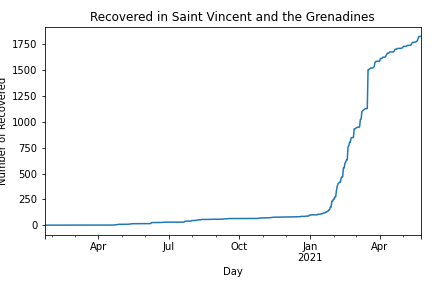 Recovered in Saint Vincent and the Grenadines
1750
1500
1250
1000
750
500
250
0
Number of Recovered
Apr
Jul
Oct
Jan
2021
Apr
Day